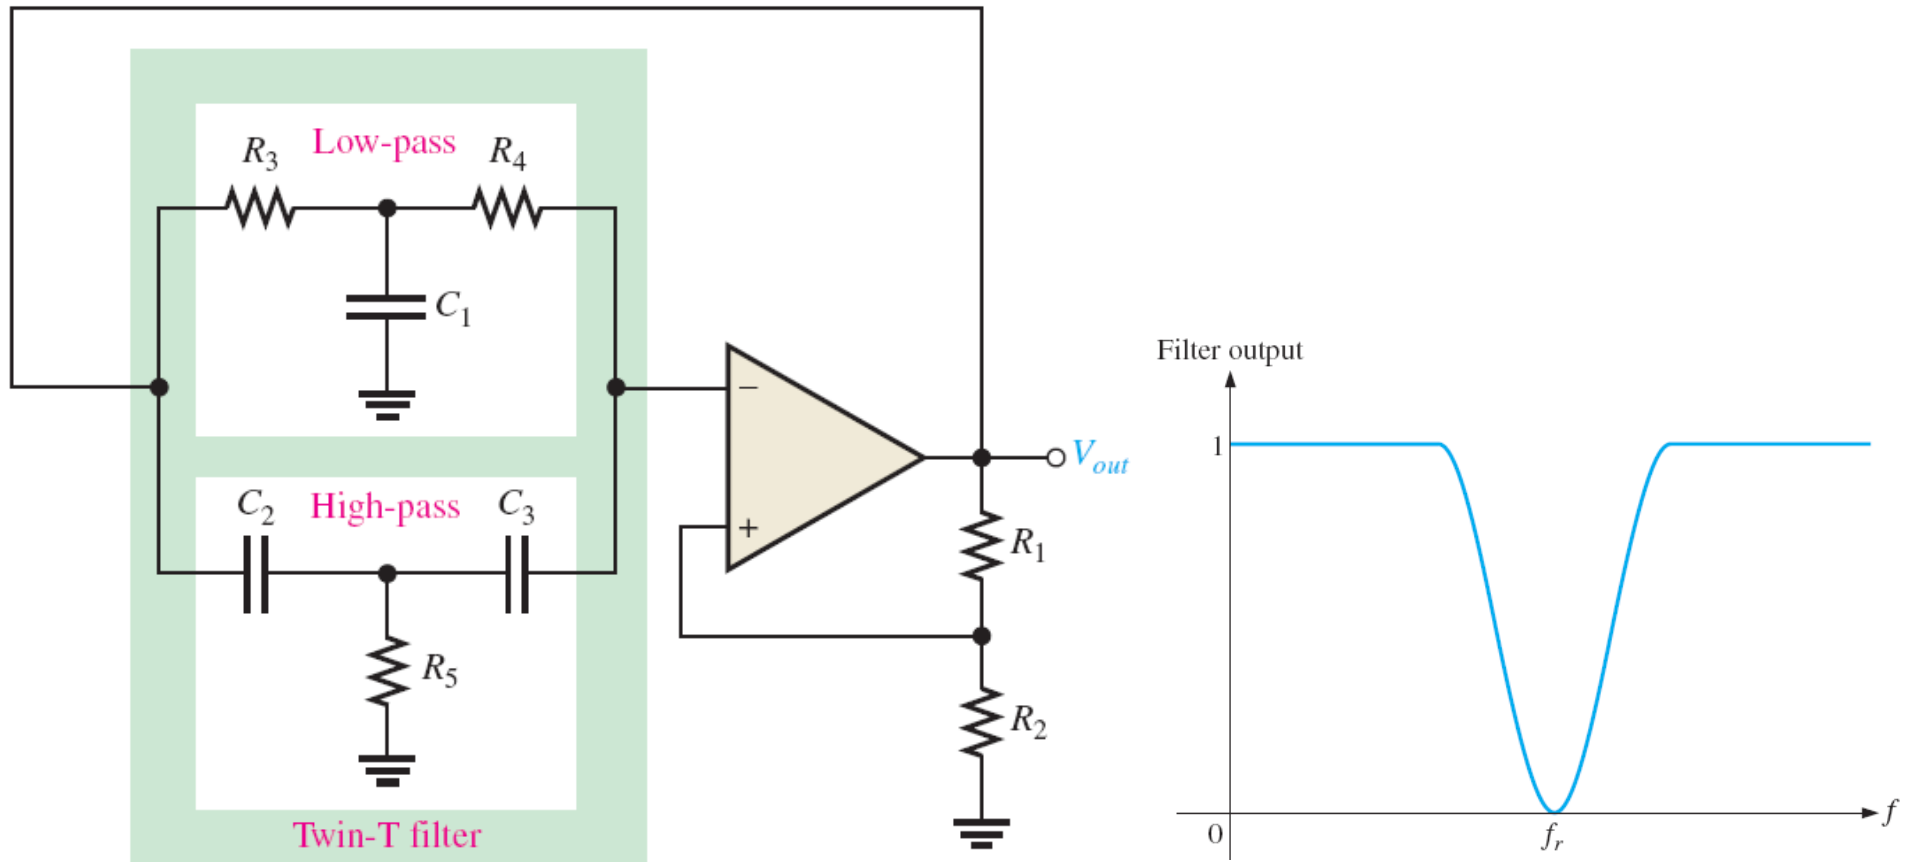 Low-pass
R3
R4
C1
High-pass
C2
C3
R5
Twin-T filter
−
+
Vout
R1
R2
Filter output
1
0
fr
f